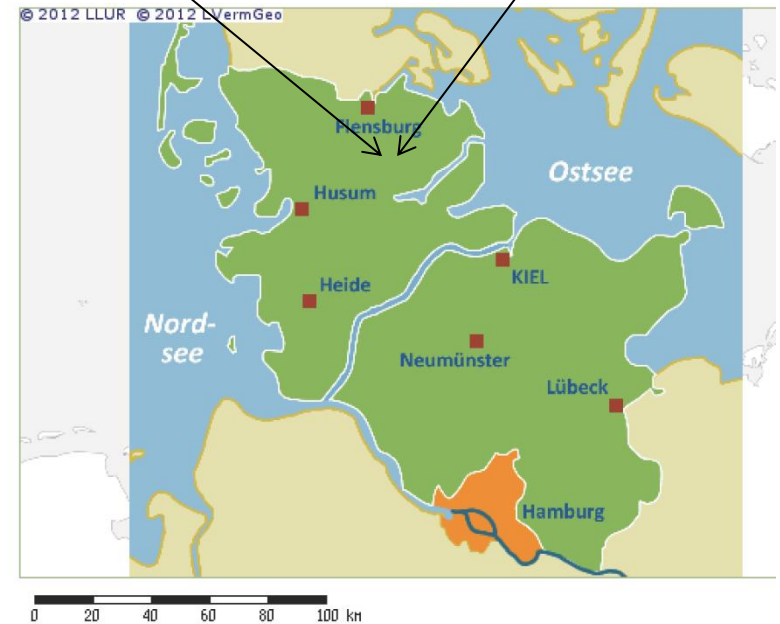 © 2012 LLUR © 2012 LVermGeo
Flensburg
Ostsee
Husum
KIEL
Heide
Nord-
see
Neumünster
Lübeck
Hamburg
0 20 40 60 80 100 km